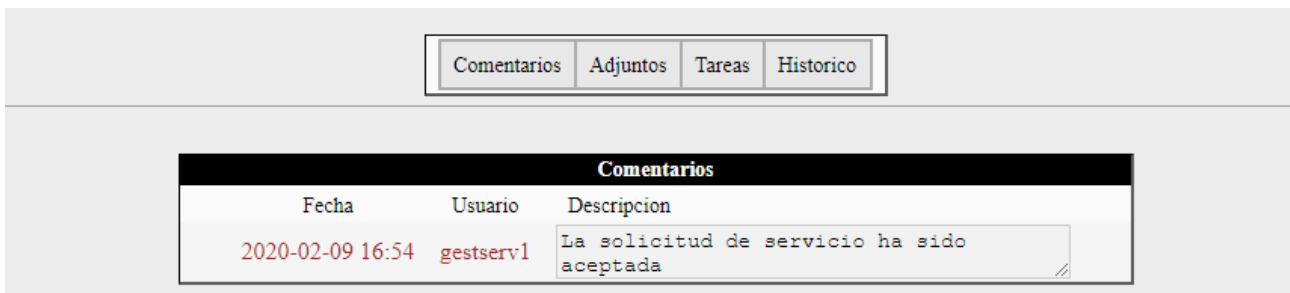 Comentarios Adjuntos Tareas Historico
Comentarios
Fecha Usuario Descripcion
2020-02-09 16:54 gestserv1 La solicitud de servicio ha sido
aceptada